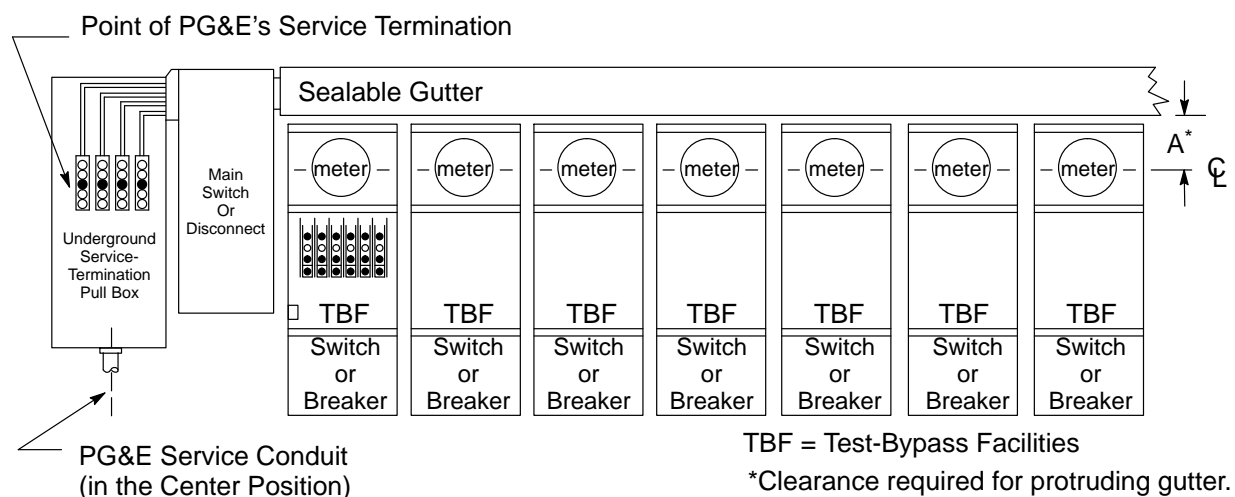 Point of PG&E's Service Termination
Sealable Gutter
A*
℄
meter
meter
meter
meter
meter
meter
meter
Main
Switch
Or
Disconnect
Underground
Service-
Termination
Pull Box
TBF
TBF
TBF
TBF
TBF
TBF
TBF
Switch
or
Breaker
Switch
or
Breaker
Switch
or
Breaker
Switch
or
Breaker
Switch
or
Breaker
Switch
or
Breaker
Switch
or
Breaker
PG&E Service Conduit
(in the Center Position)
TBF = Test-Bypass Facilities
*Clearance required for protruding gutter.